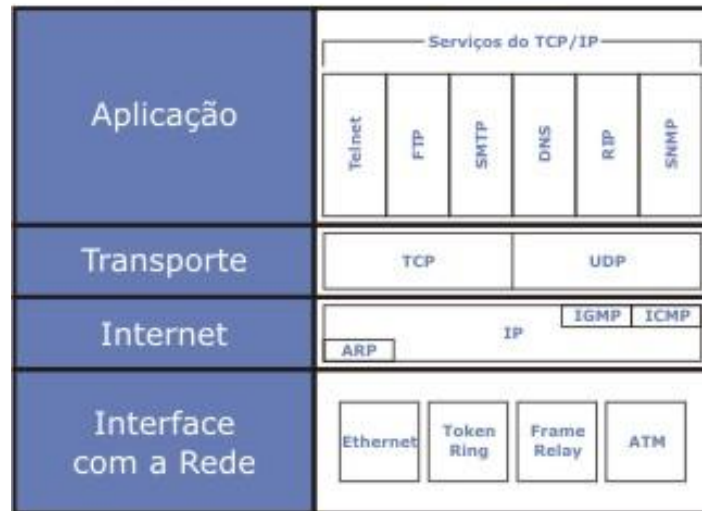 Aplicação
Serviços do TCP/IP
Telnet
FTP
SMTP
DNS
RIP
SNMP
Transporte
TCP
UDP
Internet
IP
IGMP
ICMP
ARP
Interface
com a Rede
Ethernet
Token
Ring
Frame
Relay
ATM